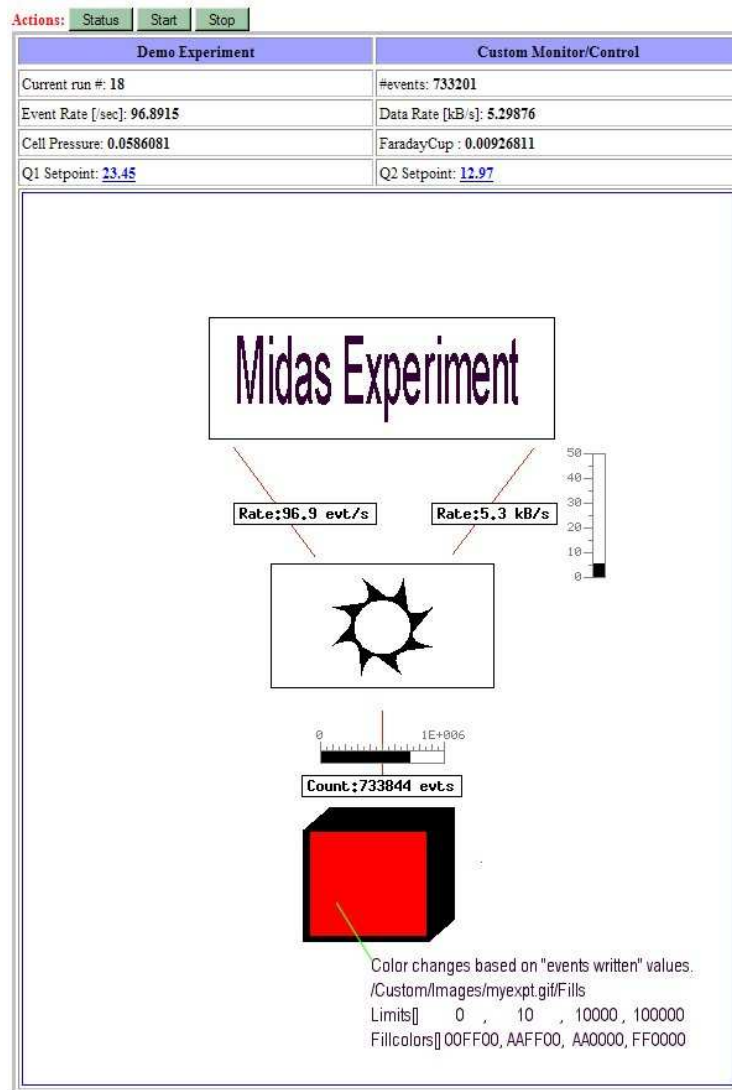 Actions: Status Start Stop
Demo Experiment Custom Monitor/Control
Current run #: 18 #events: 733201
Event Rate [/sec]: 96.8915 Data Rate [kB/s]: 5.29876
Cell Pressure: 0.0586081 FaradayCup : 0.00926811
Q1 Setpoint: 23.45 Q2 Setpoint: 12.97
Midas Experiment
50
40
30
20
10
0
Rate:96.9 evt/s Rate:5.3 kB/s
0 1E+006
Count:733844 evts
Color changes based on "events written" values.
/Custom/Images/myexpt.gif/Fills
Limits[] 0 , 10 , 10000 , 100000
Fillcolors[] 00FF00, AAFF00, AA0000, FF0000